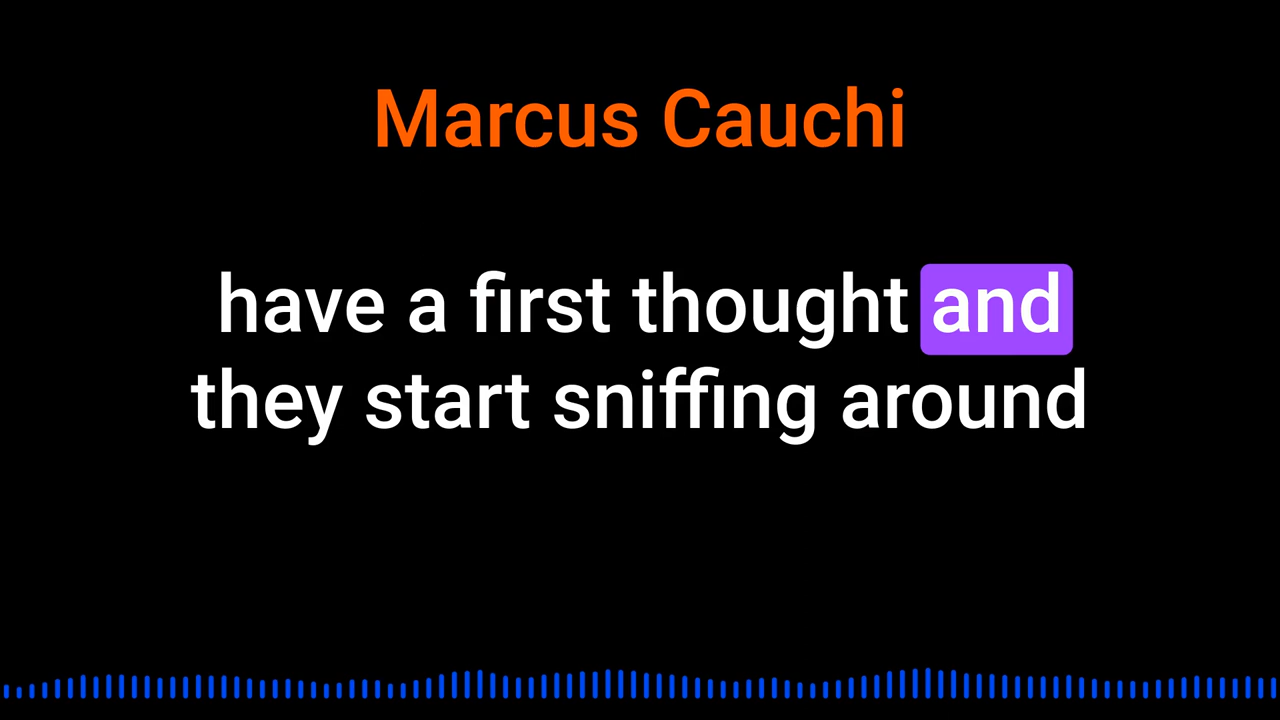 Marcus Cauchi
have a first thought and
they start sniffing around